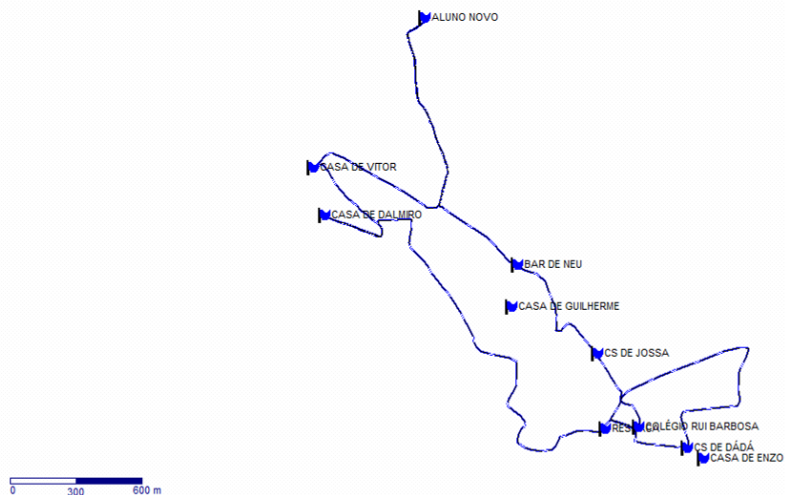 ALUNO NOVO
CASA DE VITOR
CASA DE DALMIRO
BAR DE NEU
CASA DE GUILHERME
CS DE JOSSA
COLÉGIO RUI BARBOSA
CS DE DÁDÁ
CASA DE ENZO
0 300 600 m